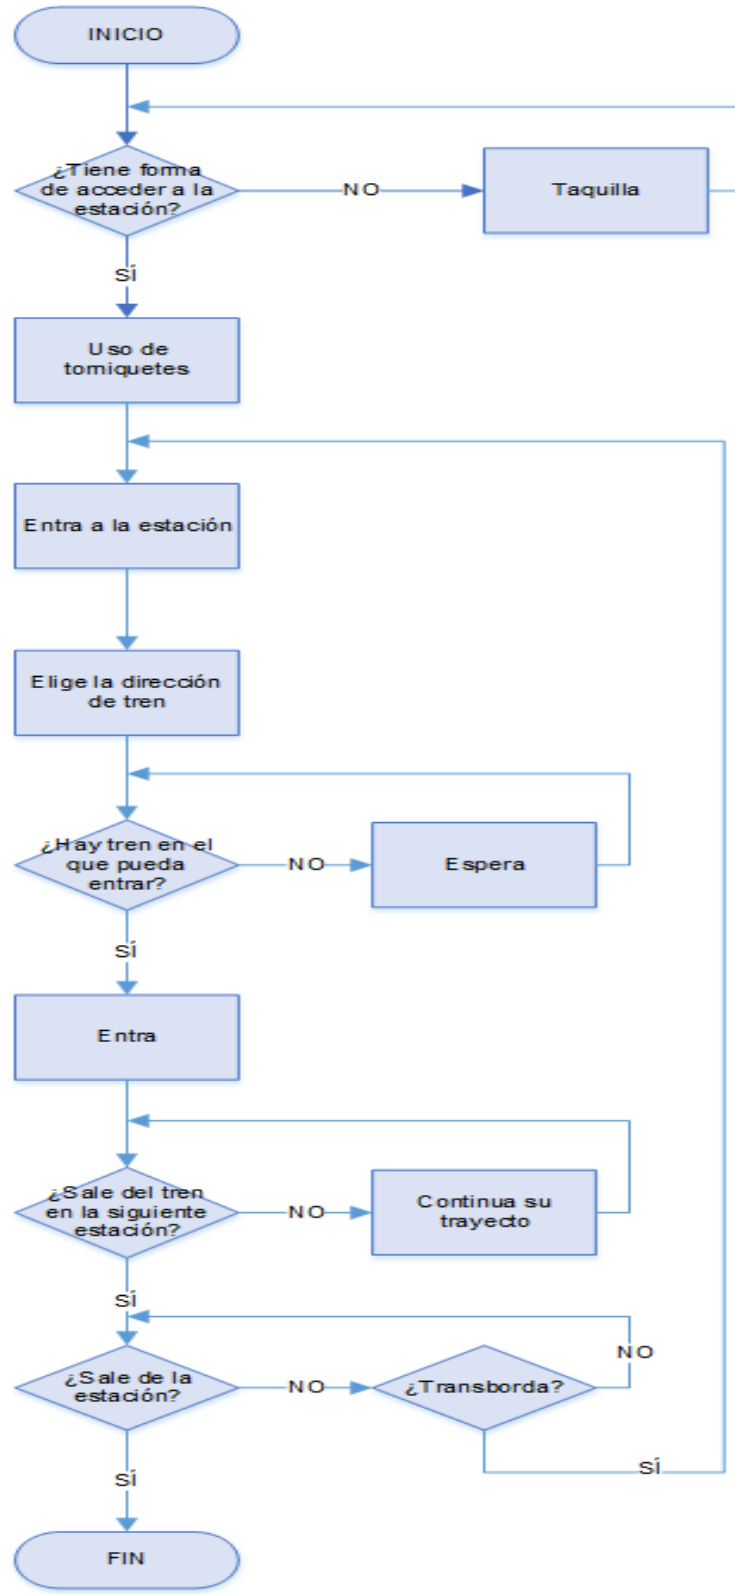 INICIO
¿Tiene forma
de acceder a la
estación?
NO
Taquilla
SÍ
Uso de
torniquetes
Entra a la estación
Elige la dirección
de tren
¿Hay tren en el
que pueda
entrar?
NO
Espera
SÍ
Entra
¿Sale del tren
en la siguiente
estación?
NO
Continua su
trayecto
SÍ
¿Sale de la
estación?
NO
¿Transborda?
NO
SÍ
SÍ
FIN